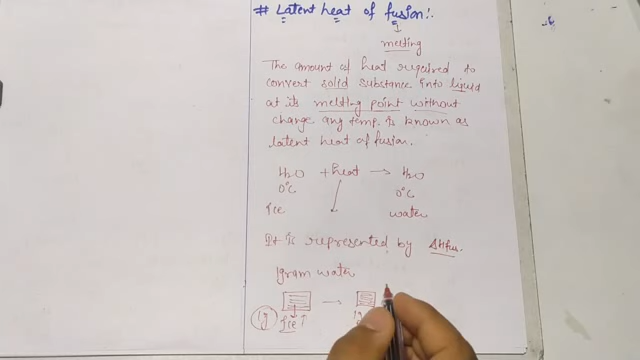 # Latent heat of fusion:
melting
The amount of heat required to
convert solid substance into liquid
at its melting point without
change any temp. is known as
latent heat of fusion.
H₂O + heat → H₂O
0°C 0°C
Ice water
It is represented by ΔHfus.
1gram water
→
1g Ice